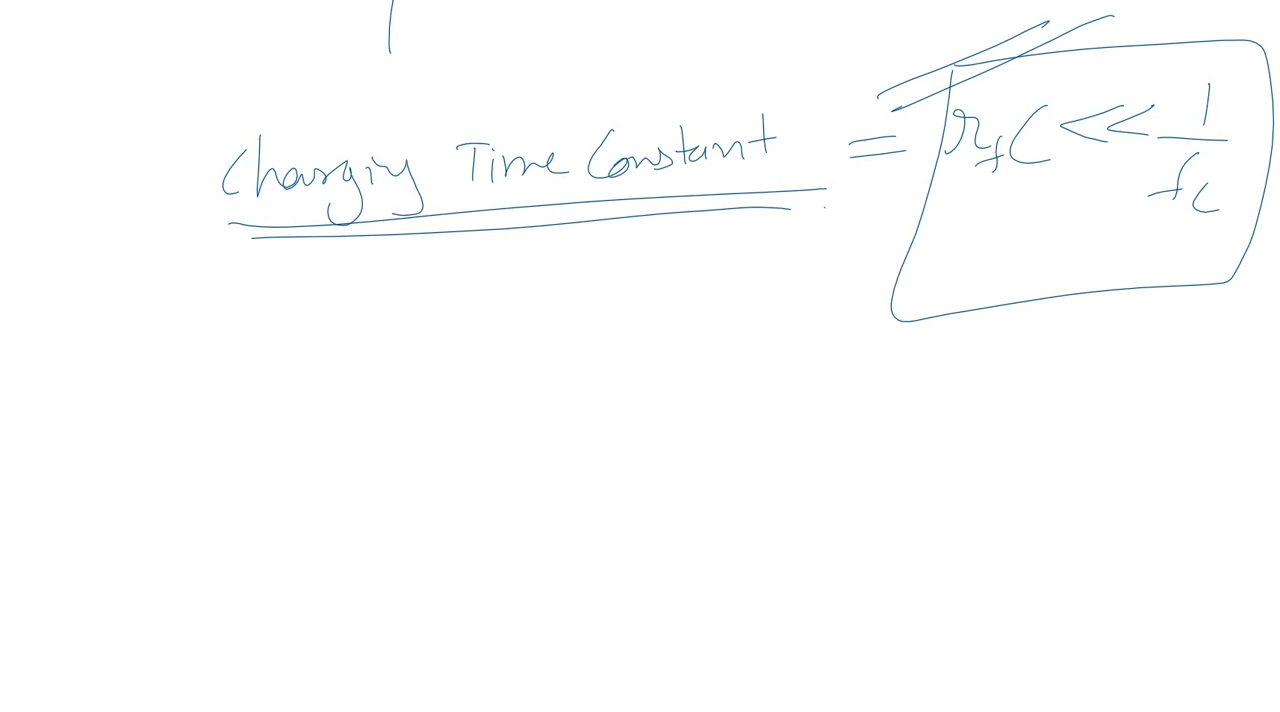 Charging Time Constant = r_f C << 1/f_c